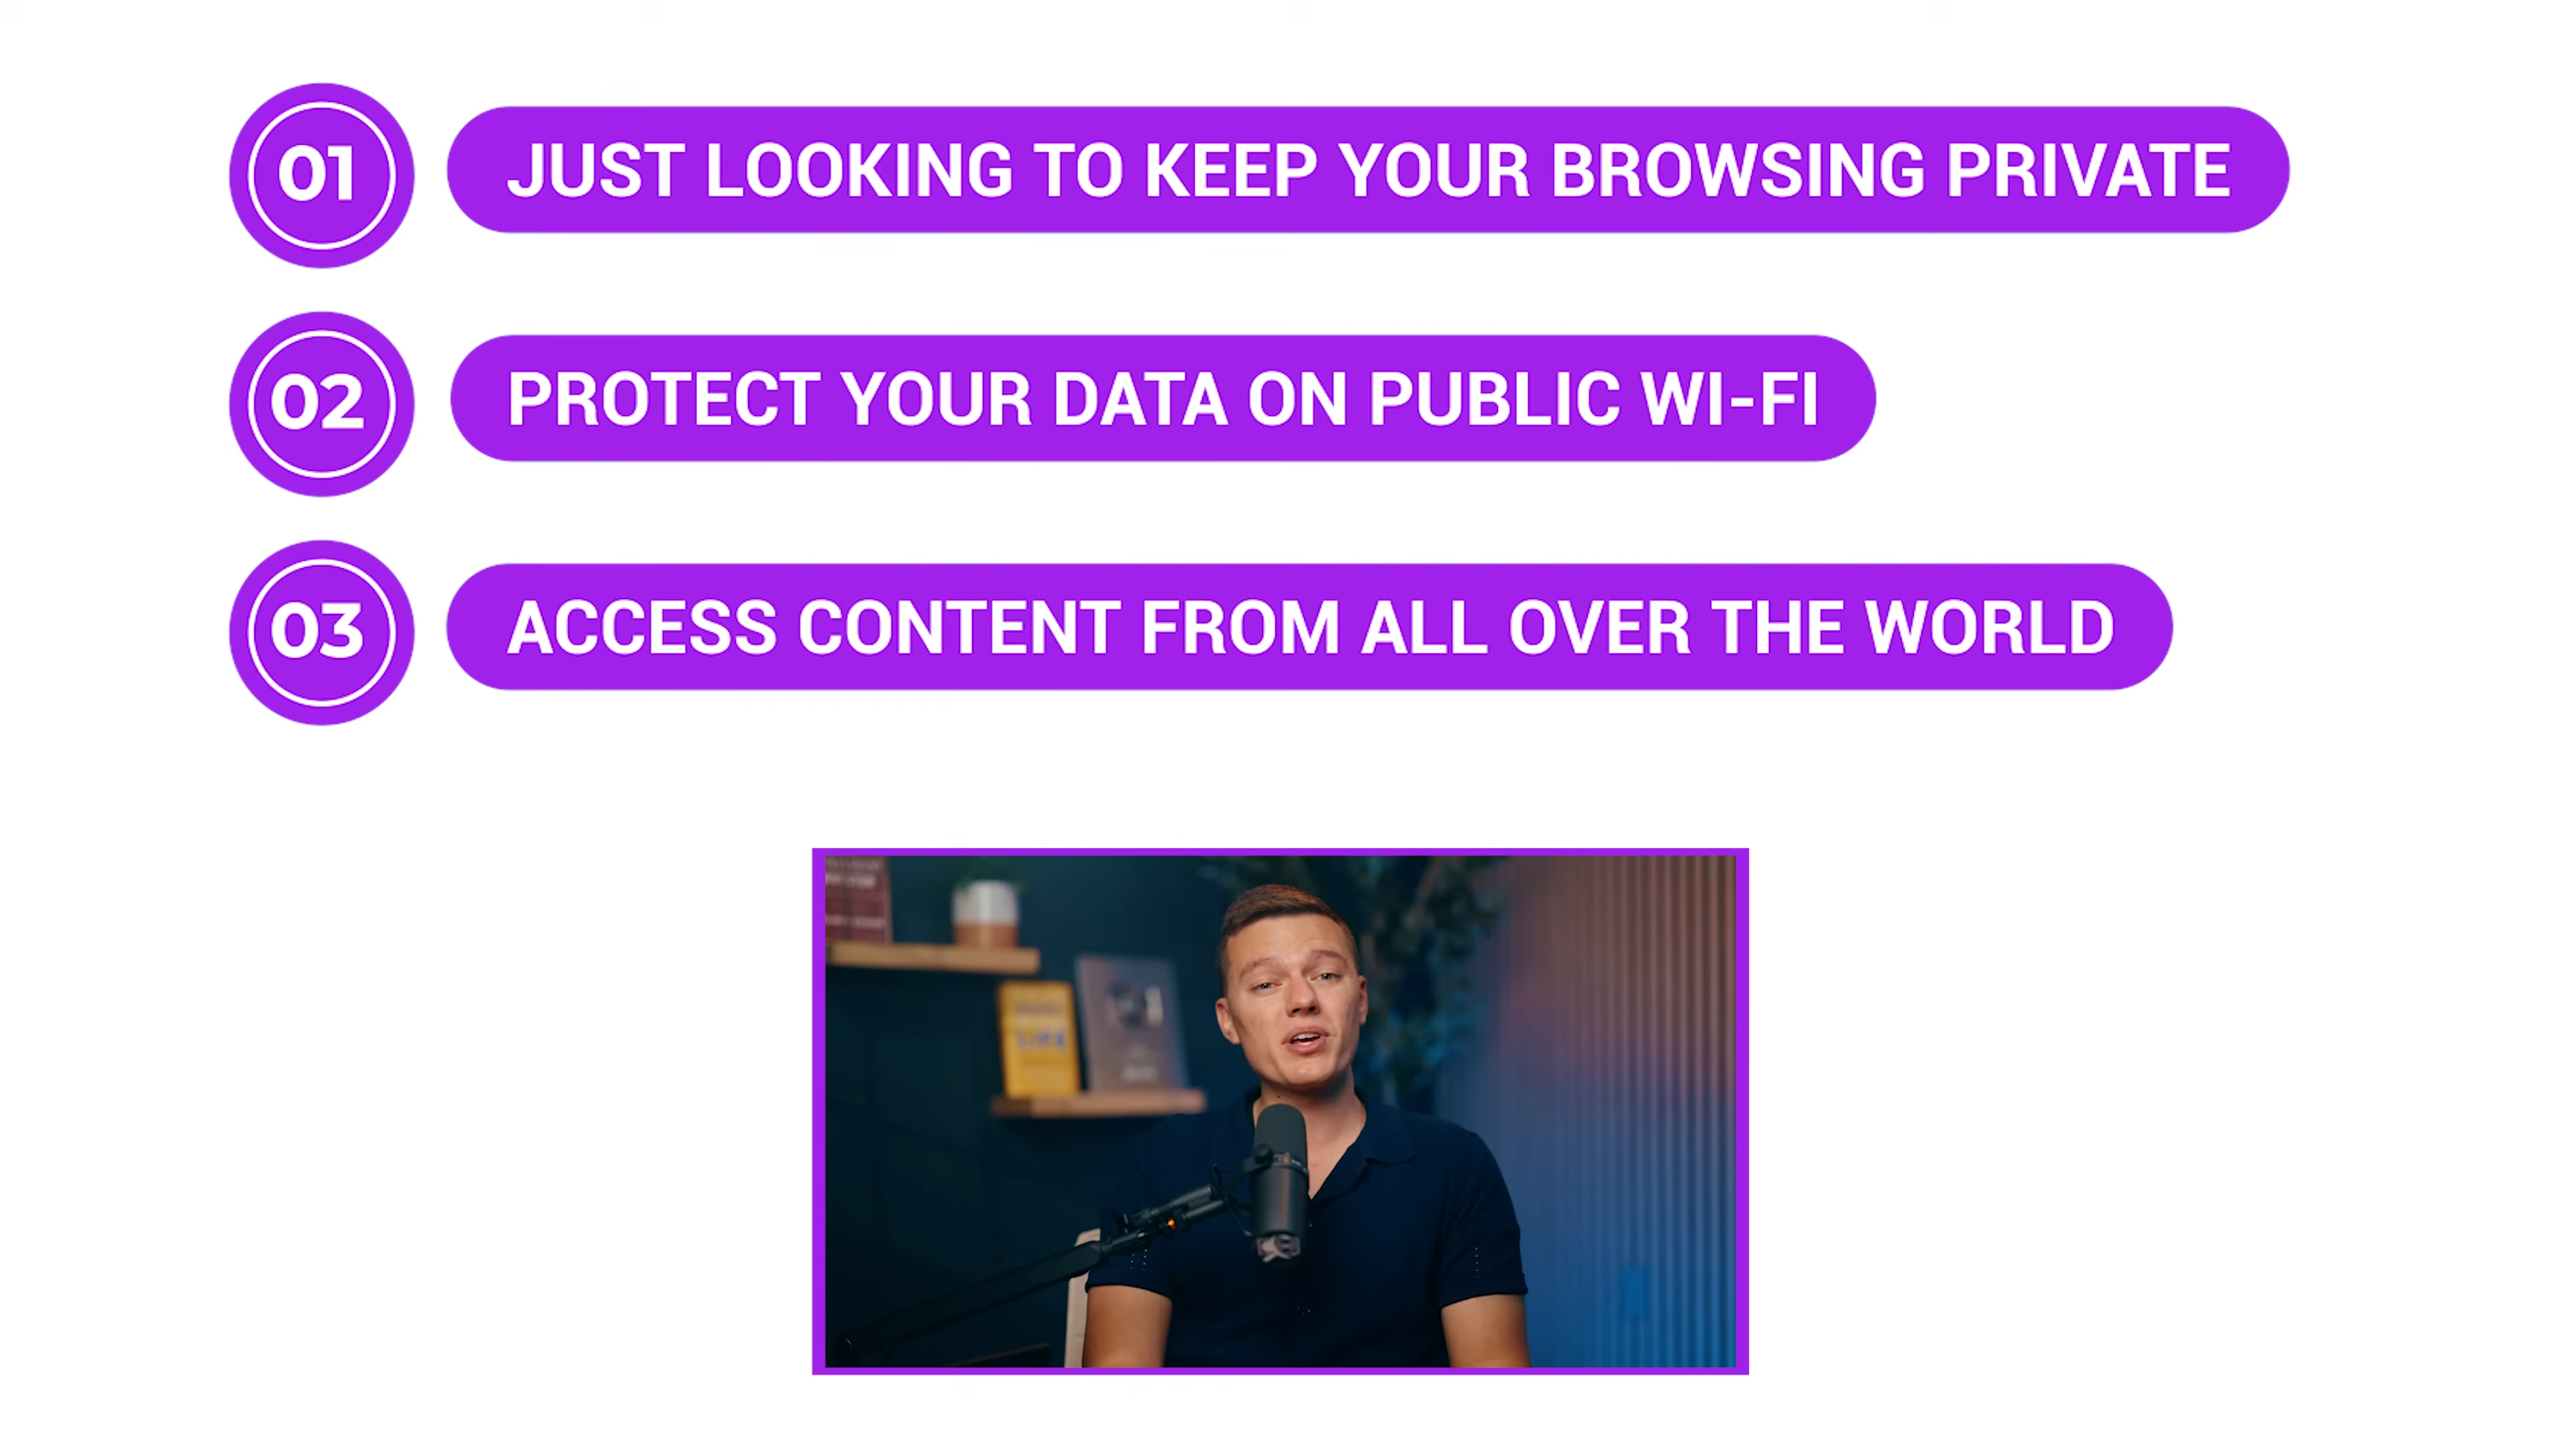 01
JUST LOOKING TO KEEP YOUR BROWSING PRIVATE
02
PROTECT YOUR DATA ON PUBLIC WI-FI
03
ACCESS CONTENT FROM ALL OVER THE WORLD
LIFE